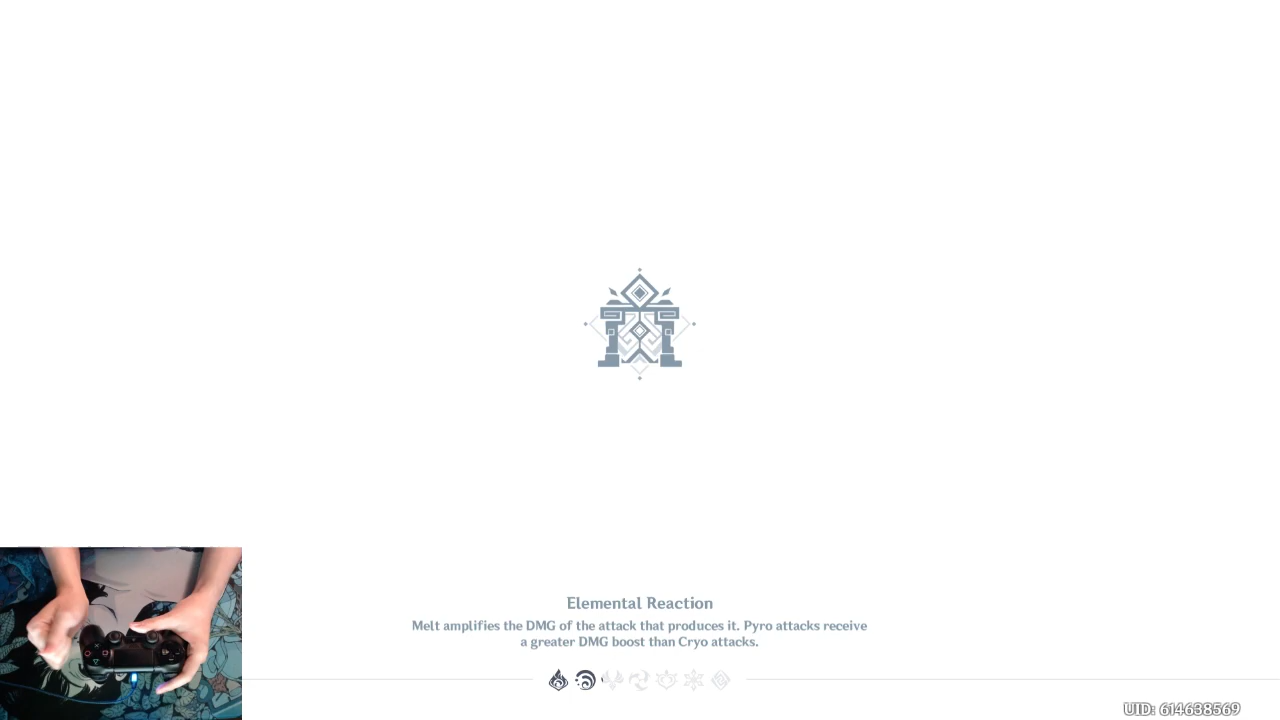 Elemental Reaction
Melt amplifies the DMG of the attack that produces it. Pyro attacks receive
a greater DMG boost than Cryo attacks.
UID: 614638569